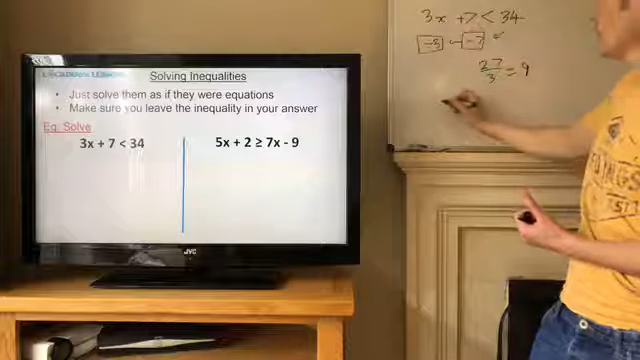 Solving Inequalities
• Just solve them as if they were equations
• Make sure you leave the inequality in your answer
Eg. Solve
3x + 7 < 34
5x + 2 ≥ 7x - 9
JVC
3x +7 < 34
-7
27/3 = 9